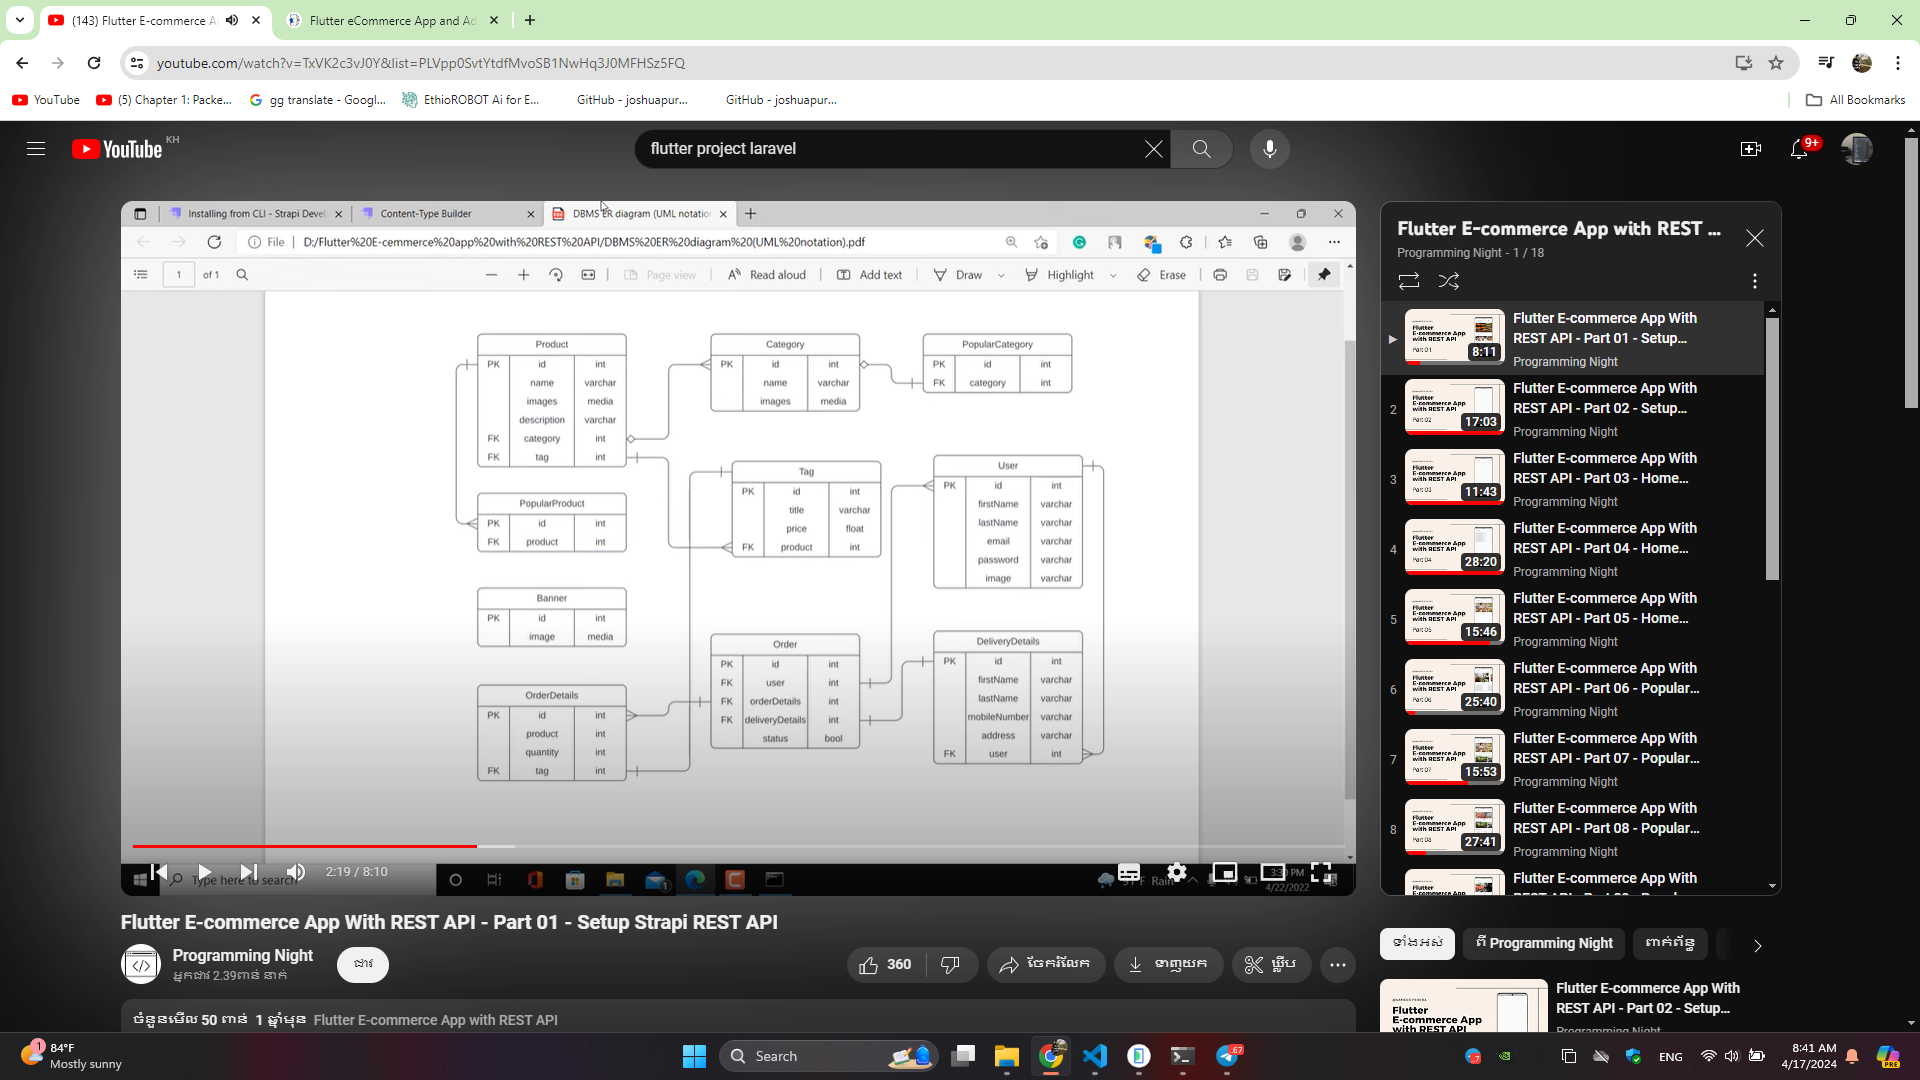 (143) Flutter E-commerce A
Flutter eCommerce App and Ad
youtube.com/watch?v=TxVK2c3vJ0Y&list=PLVpp0SvtYtdfMvoSB1NwHq3J0MFHSz5FQ
YouTube
(5) Chapter 1: Packe...
gg translate - Googl...
EthioROBOT Ai for E...
GitHub - joshuapur...
GitHub - joshuapur...
All Bookmarks
YouTube KH
flutter project laravel
9+
Installing from CLI - Strapi Devel
Content-Type Builder
DBMS ER diagram (UML notatio
File
D:/Flutter%20E-cemmerce%20app%20with%20REST%20API/DBMS%20ER%20diagram%20(UML%20notation).pdf
1 of 1
Page view
Read aloud
Add text
Draw
Highlight
Erase
Product
PK id int
name varchar
images media
description varchar
FK category int
FK tag int
Category
PK id int
name varchar
images media
PopularCategory
PK id int
FK category int
PopularProduct
PK id int
FK product int
Tag
PK id int
title varchar
price float
FK product int
User
PK id int
firstName varchar
lastName varchar
email varchar
password varchar
image varchar
Banner
PK id int
image media
Order
PK id int
FK user int
FK orderDetails int
FK deliveryDetails int
status bool
DeliveryDetails
PK id int
firstName varchar
lastName varchar
mobileNumber varchar
address varchar
FK user int
OrderDetails
PK id int
product int
quantity int
FK tag int
2:19 / 8:10
Type here to search
Rain
3:30 PM
4/22/2022
Flutter E-commerce App With REST API - Part 01 - Setup Strapi REST API
Programming Night
អ្នកជាវ 2.39ពាន់ នាក់
ជាវ
360
ចែករំលែក
ទាញយក
ឃ្លីប
ចំនួនមើល 50 ពាន់ 1 ឆ្នាំមុន Flutter E-commerce App with REST API
Flutter E-commerce App with REST ...
Programming Night - 1 / 18
8:11
Flutter E-commerce App With
REST API - Part 01 - Setup...
Programming Night
2
17:03
Flutter E-commerce App With
REST API - Part 02 - Setup...
Programming Night
3
11:43
Flutter E-commerce App With
REST API - Part 03 - Home...
Programming Night
4
28:20
Flutter E-commerce App With
REST API - Part 04 - Home...
Programming Night
5
15:46
Flutter E-commerce App With
REST API - Part 05 - Home...
Programming Night
6
25:40
Flutter E-commerce App With
REST API - Part 06 - Popular...
Programming Night
7
15:53
Flutter E-commerce App With
REST API - Part 07 - Popular...
Programming Night
8
27:41
Flutter E-commerce App With
REST API - Part 08 - Popular...
Programming Night
Flutter E-commerce App With
ទាំងអស់
ពី Programming Night
ពាក់ព័ន្ធ
Flutter
E-commerce App
with REST API
Flutter E-commerce App With
REST API - Part 02 - Setup...
Programming Night
1
84°F
Mostly sunny
Search
67
ENG
8:41 AM
4/17/2024
PRE